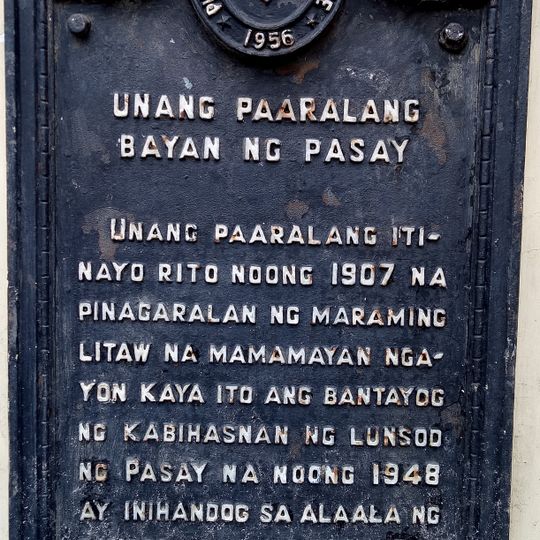 1956
UNANG PAARALANG
BAYAN NG PASAY
UNANG PAARALANG ITI-
NAYO RITO NOONG 1907 NA
PINAGARALAN NG MARAMING
LITAW NA MAMAMAYAN NGA-
YON KAYA ITO ANG BANTAYOG
NG KABIHASNAN NG LUNSOD
NG PASAY NA NOONG 1948
AY INIHANDOG SA ALAALA NG